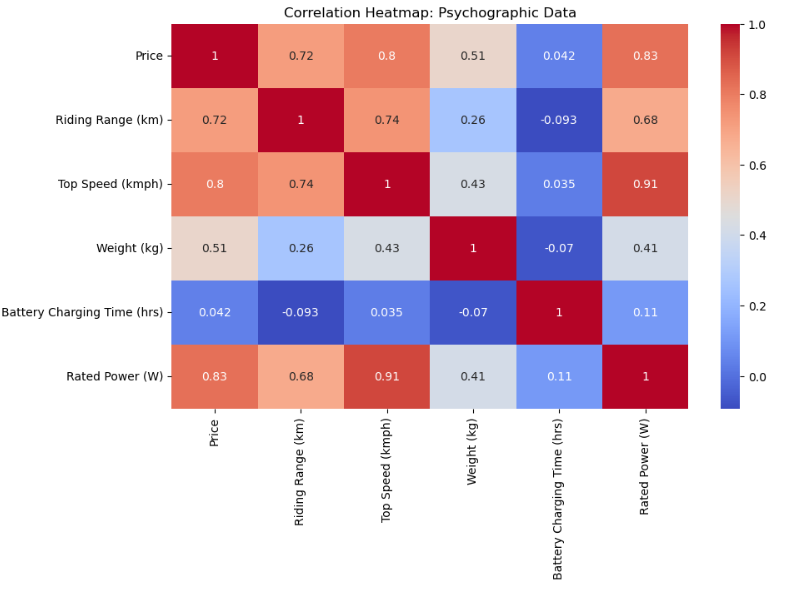 Correlation Heatmap: Psychographic Data
Price 1 0.72 0.8 0.51 0.042 0.83
Riding Range (km) 0.72 1 0.74 0.26 -0.093 0.68
Top Speed (kmph) 0.8 0.74 1 0.43 0.035 0.91
Weight (kg) 0.51 0.26 0.43 1 -0.07 0.41
Battery Charging Time (hrs) 0.042 -0.093 0.035 -0.07 1 0.11
Rated Power (W) 0.83 0.68 0.91 0.41 0.11 1
Price
Riding Range (km)
Top Speed (kmph)
Weight (kg)
Battery Charging Time (hrs)
Rated Power (W)
1.0
0.8
0.6
0.4
0.2
0.0